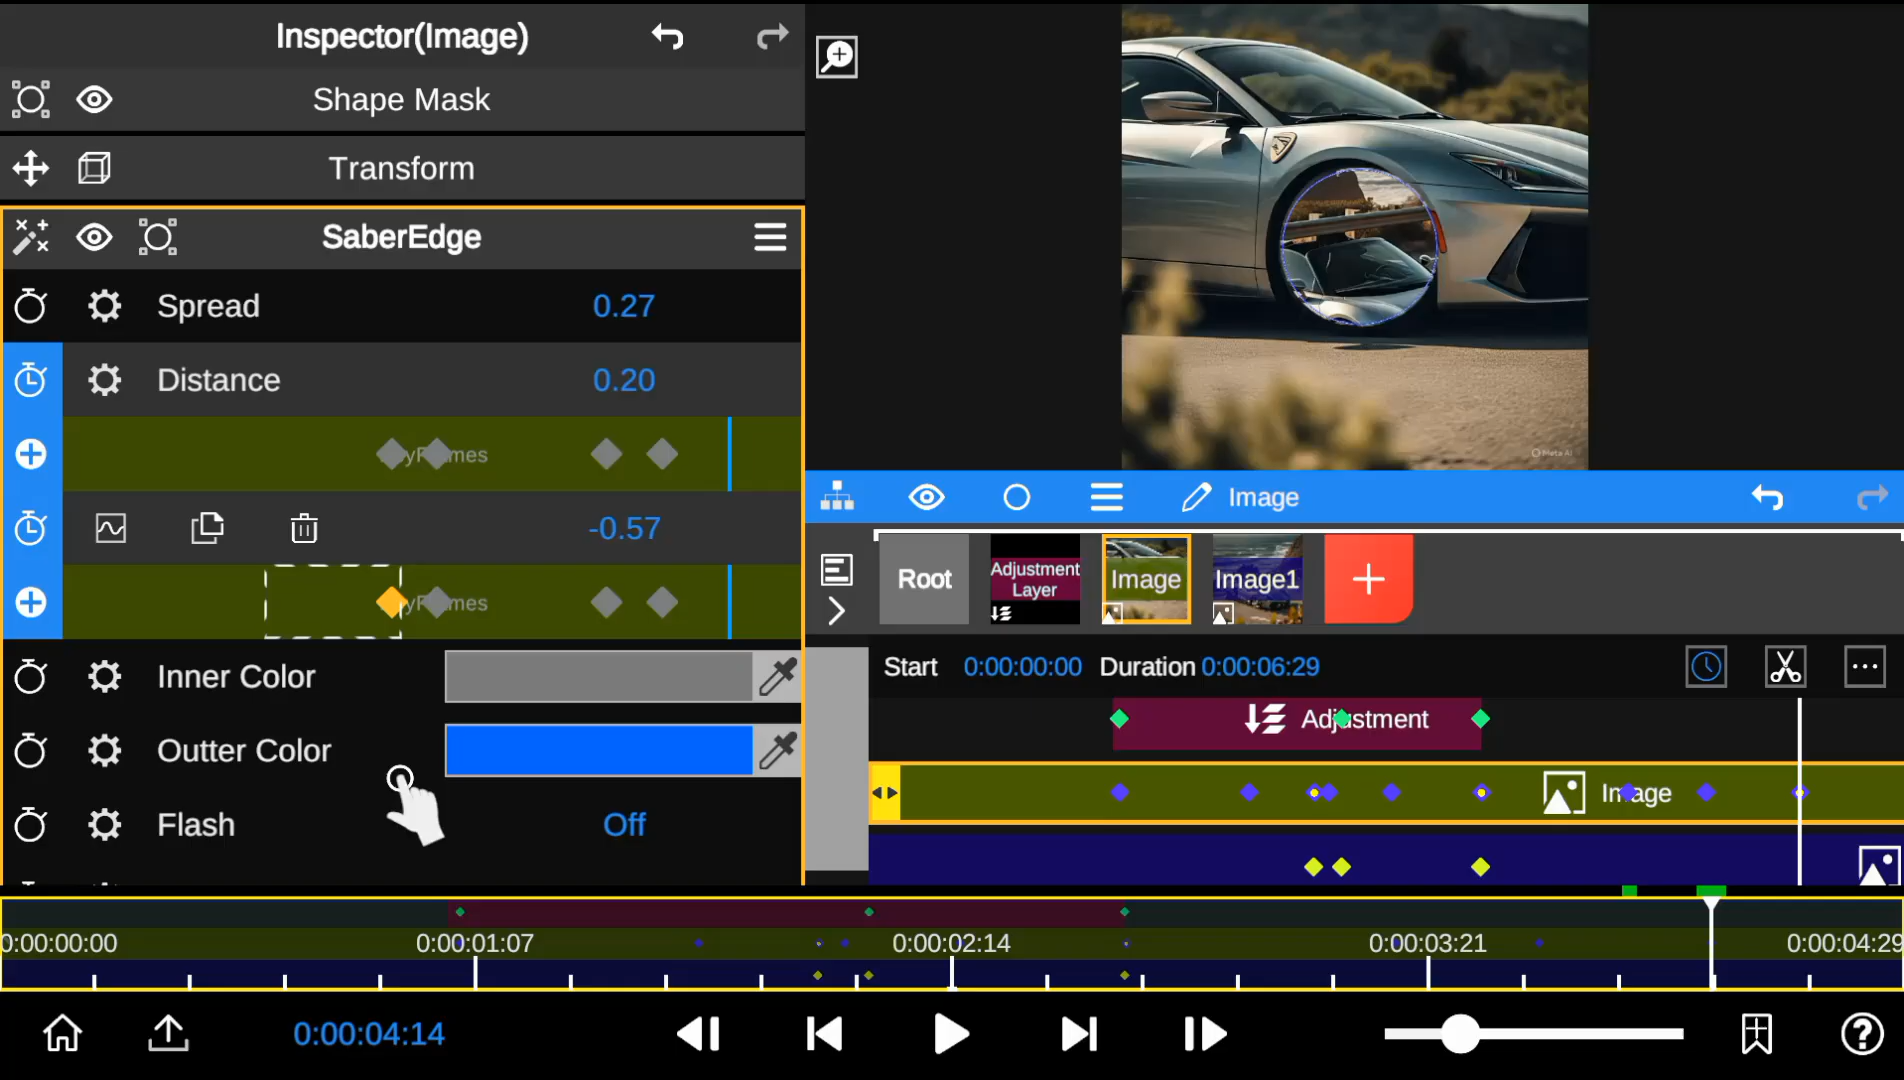 Inspector(Image)
Shape Mask
Transform
SaberEdge
Spread 0.27
Distance 0.20
-0.57
Inner Color
Outter Color
Flash Off
Meta AI
Image
Root
Adjustment
Layer
Image
Image1
Start 0:00:00:00 Duration 0:00:06:29
Adjustment
Image
0:00:00:00 0:00:01:07 0:00:02:14 0:00:03:21 0:00:04:29
0:00:04:14